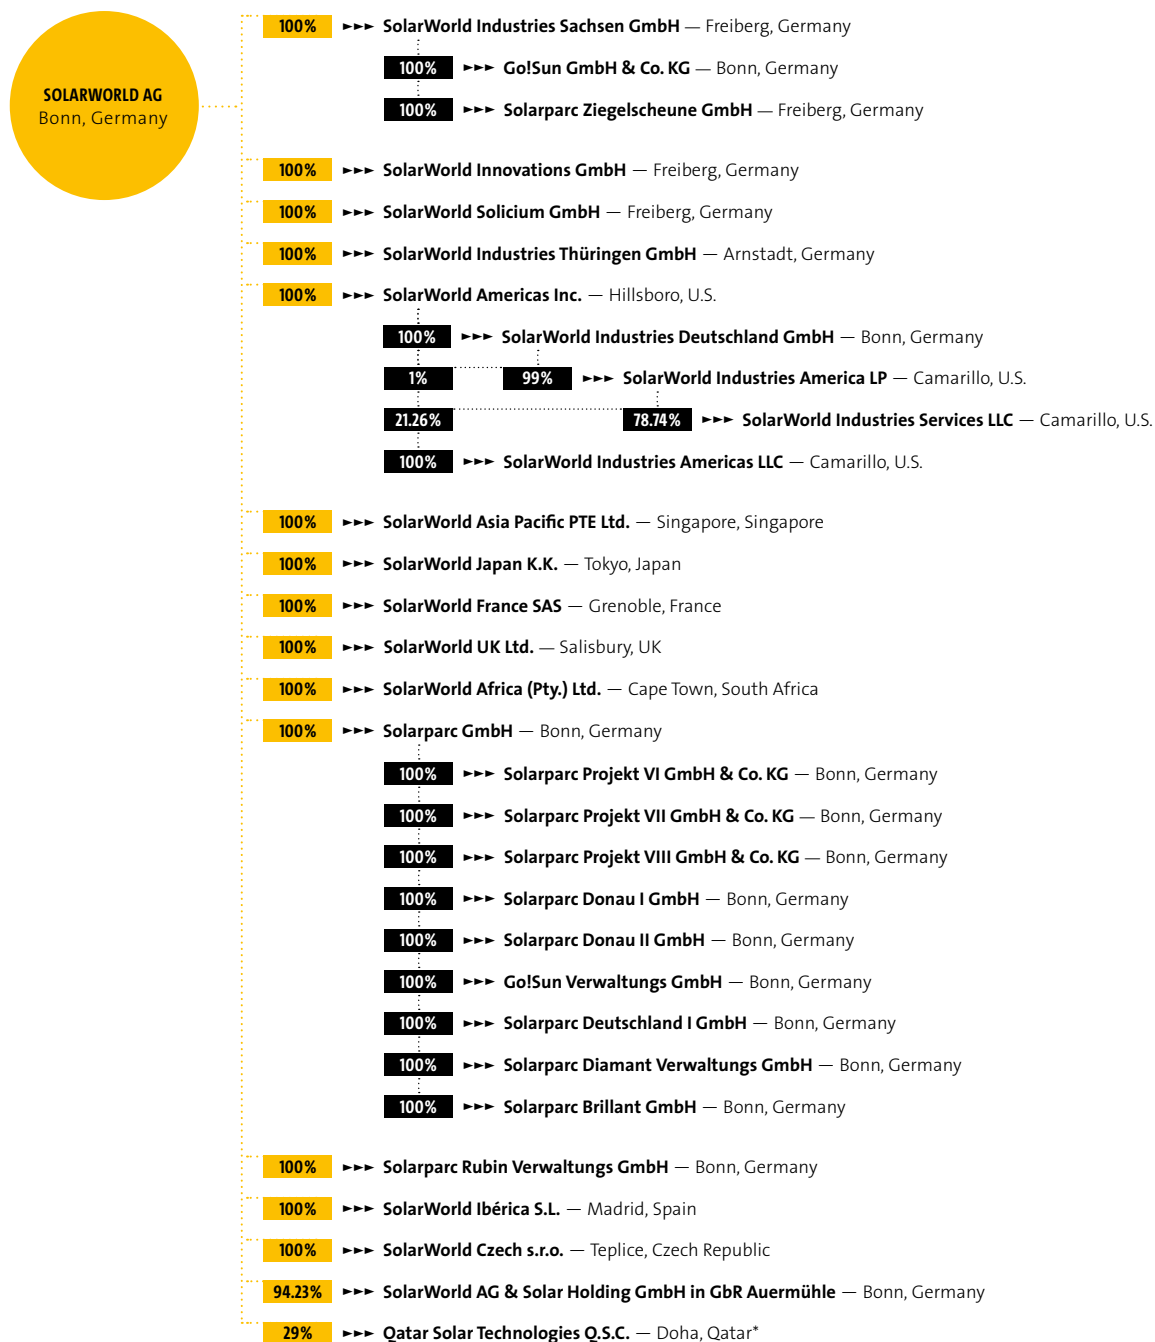 SOLARWORLD AG
Bonn, Germany
100% ►►► SolarWorld Industries Sachsen GmbH — Freiberg, Germany
100% ►►► Go!Sun GmbH & Co. KG — Bonn, Germany
100% ►►► Solarparc Ziegelscheune GmbH — Freiberg, Germany
100% ►►► SolarWorld Innovations GmbH — Freiberg, Germany
100% ►►► SolarWorld Solicium GmbH — Freiberg, Germany
100% ►►► SolarWorld Industries Thüringen GmbH — Arnstadt, Germany
100% ►►► SolarWorld Americas Inc. — Hillsboro, U.S.
100% ►►► SolarWorld Industries Deutschland GmbH — Bonn, Germany
1% 99% ►►► SolarWorld Industries America LP — Camarillo, U.S.
21.26% 78.74% ►►► SolarWorld Industries Services LLC — Camarillo, U.S.
100% ►►► SolarWorld Industries Americas LLC — Camarillo, U.S.
100% ►►► SolarWorld Asia Pacific PTE Ltd. — Singapore, Singapore
100% ►►► SolarWorld Japan K.K. — Tokyo, Japan
100% ►►► SolarWorld France SAS — Grenoble, France
100% ►►► SolarWorld UK Ltd. — Salisbury, UK
100% ►►► SolarWorld Africa (Pty.) Ltd. — Cape Town, South Africa
100% ►►► Solarparc GmbH — Bonn, Germany
100% ►►► Solarparc Projekt VI GmbH & Co. KG — Bonn, Germany
100% ►►► Solarparc Projekt VII GmbH & Co. KG — Bonn, Germany
100% ►►► Solarparc Projekt VIII GmbH & Co. KG — Bonn, Germany
100% ►►► Solarparc Donau I GmbH — Bonn, Germany
100% ►►► Solarparc Donau II GmbH — Bonn, Germany
100% ►►► Go!Sun Verwaltungs GmbH — Bonn, Germany
100% ►►► Solarparc Deutschland I GmbH — Bonn, Germany
100% ►►► Solarparc Diamant Verwaltungs GmbH — Bonn, Germany
100% ►►► Solarparc Brillant GmbH — Bonn, Germany
100% ►►► Solarparc Rubin Verwaltungs GmbH — Bonn, Germany
100% ►►► SolarWorld Ibérica S.L. — Madrid, Spain
100% ►►► SolarWorld Czech s.r.o. — Teplice, Czech Republic
94.23% ►►► SolarWorld AG & Solar Holding GmbH in GbR Auermühle — Bonn, Germany
29% ►►► Qatar Solar Technologies Q.S.C. — Doha, Qatar*